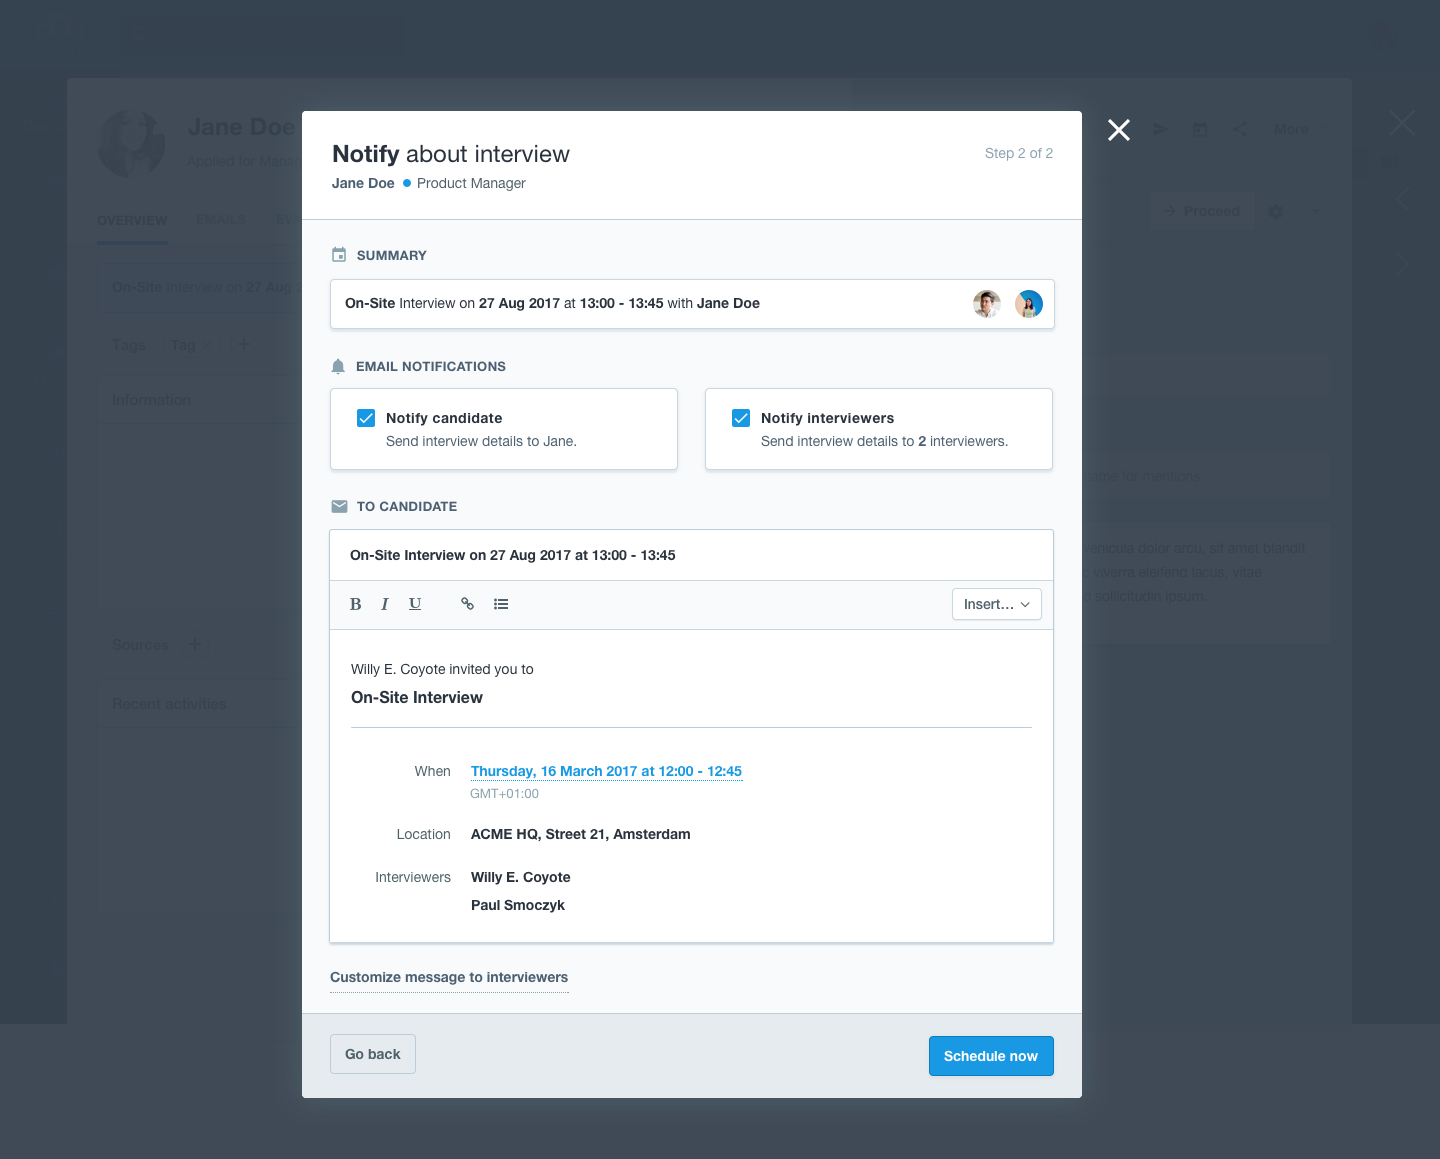 Jane Doe
More
OVERVIEW
EMAILS
Proceed
On-Site Interview on 27 Aug
Tags
Tag
Information
Sources
Recent activities
name for mentions
vehicula dolor arcu, sit amet blandit
viverra eleifend lacus, vitae
sollicitudin ipsum.
Notify about interview
Step 2 of 2
Jane Doe Product Manager
SUMMARY
On-Site Interview on 27 Aug 2017 at 13:00 - 13:45 with Jane Doe
EMAIL NOTIFICATIONS
Notify candidate
Send interview details to Jane.
Notify interviewers
Send interview details to 2 interviewers.
TO CANDIDATE
On-Site Interview on 27 Aug 2017 at 13:00 - 13:45
B I U
Insert...
Willy E. Coyote invited you to
On-Site Interview
When Thursday, 16 March 2017 at 12:00 - 12:45
GMT+01:00
Location ACME HQ, Street 21, Amsterdam
Interviewers Willy E. Coyote
Paul Smoczyk
Customize message to interviewers
Go back
Schedule now